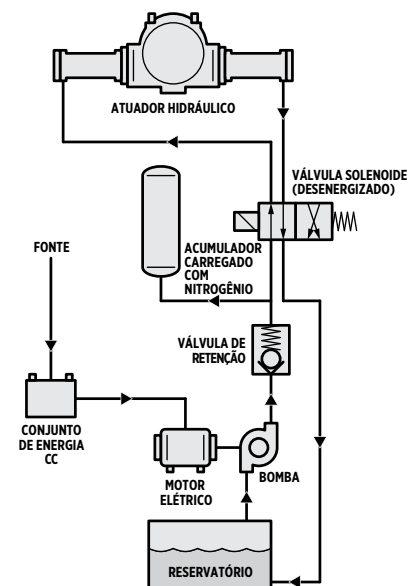 ATUADOR HIDRÁULICO
VÁLVULA SOLENOIDE
(DESENERGIZADO)
FONTE
ACUMULADOR
CARREGADO
COM
NITROGÊNIO
VÁLVULA DE
RETENÇÃO
CONJUNTO
DE ENERGIA
CC
MOTOR
ELÉTRICO
BOMBA
RESERVATÓRIO